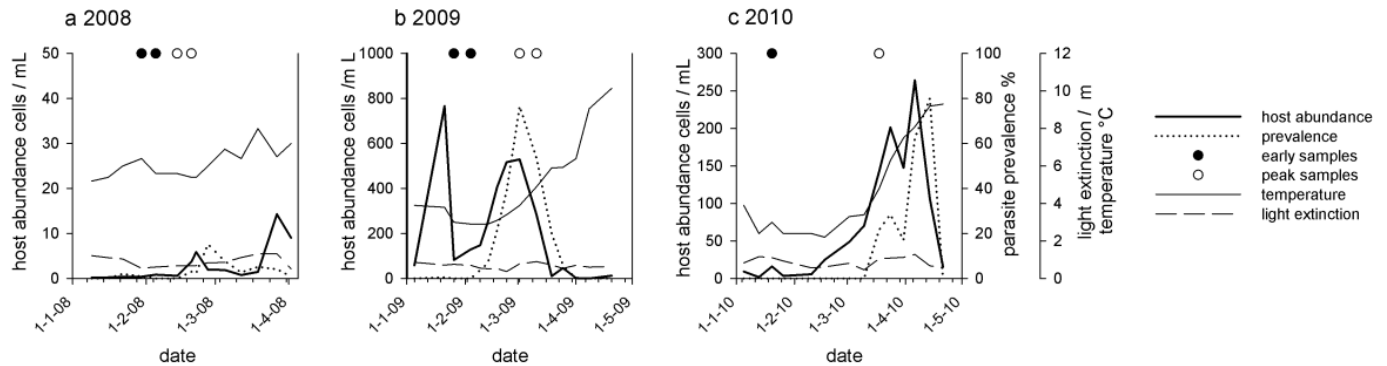 a 2008
b 2009
c 2010
host abundance cells / mL
50
40
30
20
10
0
1-1-08
1-2-08
1-3-08
1-4-08
date
host abundance cells /m L
1000
800
600
400
200
0
1-1-09
1-2-09
1-3-09
1-4-09
1-5-09
date
host abundance cells / mL
300
250
200
150
100
50
0
1-1-10
1-2-10
1-3-10
1-4-10
1-5-10
date
100
80
60
40
20
0
parasite prevalence %
12
10
8
6
4
2
0
light extinction / m
temperature °C
host abundance
prevalence
early samples
peak samples
temperature
light extinction